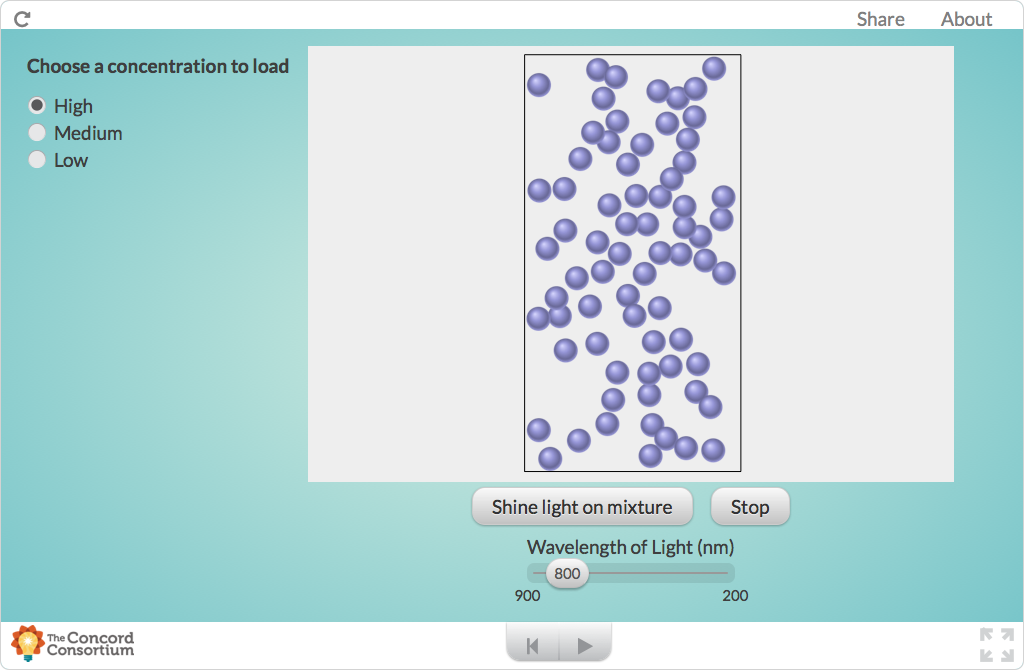 Share About
Choose a concentration to load
High
Medium
Low
Shine light on mixture Stop
Wavelength of Light (nm)
800
900 200
The Concord
Consortium